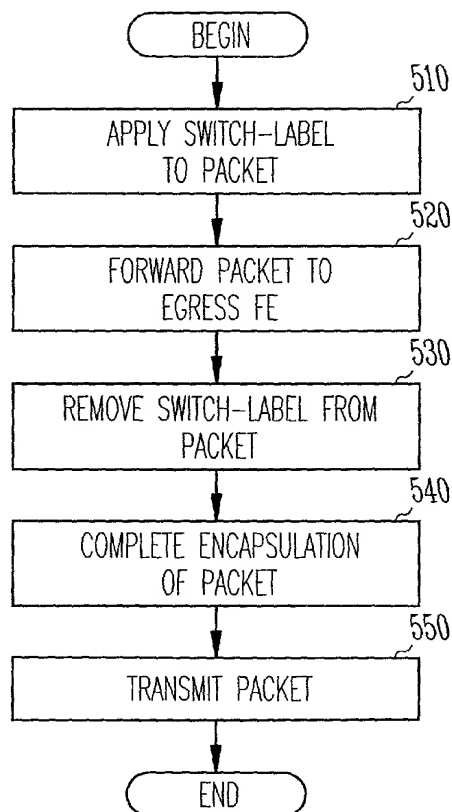 BEGIN
510
APPLY SWITCH-LABEL
TO PACKET
520
FORWARD PACKET TO
EGRESS FE
530
REMOVE SWITCH-LABEL FROM
PACKET
540
COMPLETE ENCAPSULATION
OF PACKET
550
TRANSMIT PACKET
END